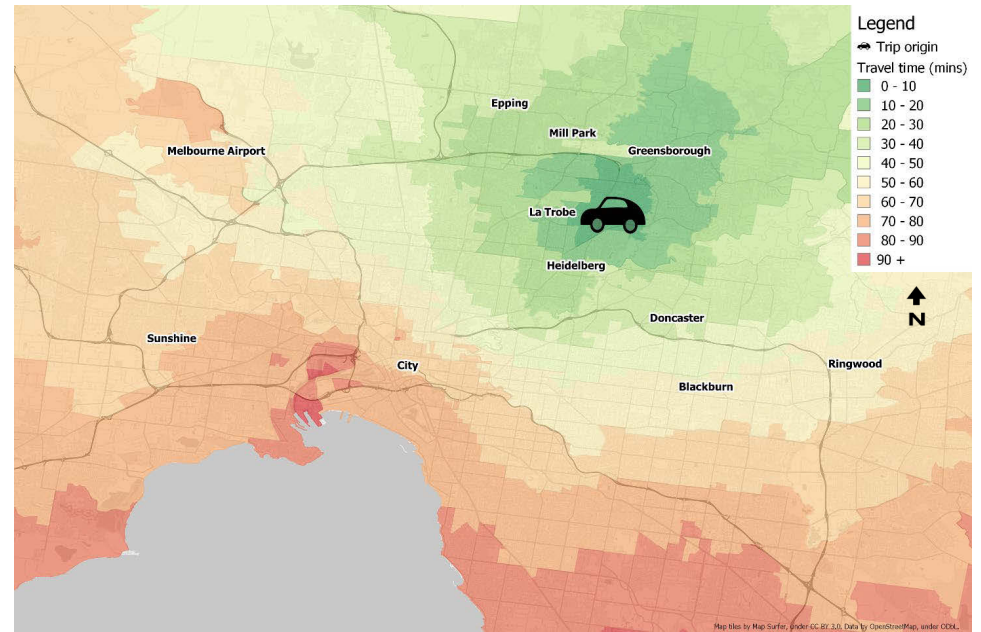 Legend
Trip origin
Travel time (mins)
0 - 10
10 - 20
20 - 30
30 - 40
40 - 50
50 - 60
60 - 70
70 - 80
80 - 90
90 +
N
Epping
Mill Park
Melbourne Airport
Greensborough
La Trobe
Heidelberg
Doncaster
Sunshine
City
Ringwood
Blackburn
Map tiles by Map Surfer, under CC BY 3.0. Data by OpenStreetMap, under ODbL.